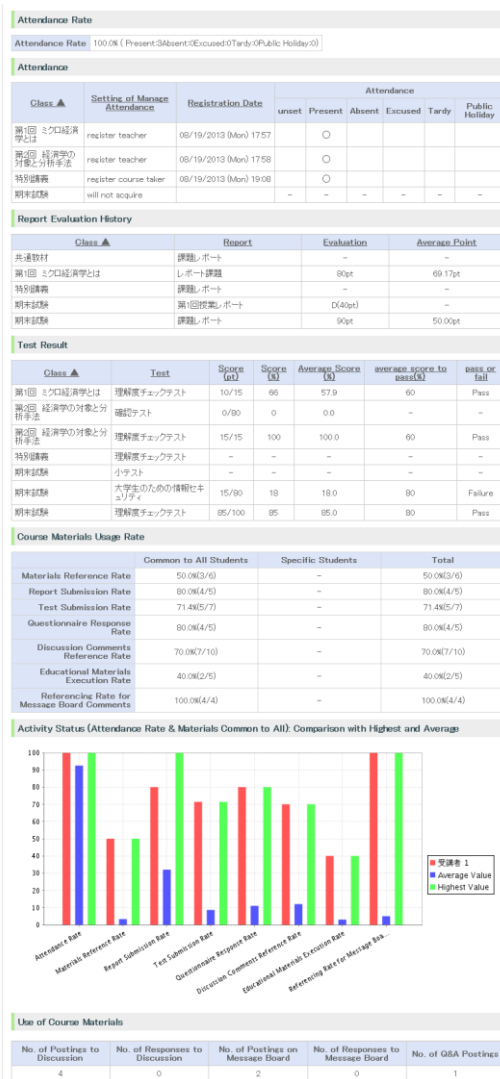 Attendance Rate
Attendance Rate 100.0% ( Present:3Absent:0Excused:0Tardy:0Public Holiday:0)
Attendance
Class ▲ Setting of Manage Attendance Registration Date Attendance
unset Present Absent Excused Tardy Public Holiday
第1回 ミクロ経済学とは register teacher 08/19/2013 (Mon) 17:57 ○
第2回 経済学の対象と分析手法 register teacher 08/19/2013 (Mon) 17:58 ○
特別講義 register course taker 08/19/2013 (Mon) 19:08 ○
期末試験 will not acquire - - - - - -
Report Evaluation History
Class ▲ Report Evaluation Average Point
共通教材 課題レポート - -
第1回 ミクロ経済学とは レポート課題 80pt 69.17pt
特別講義 課題レポート - -
期末試験 第1回授業レポート D(40pt) -
期末試験 課題レポート 90pt 50.00pt
Test Result
Class ▲ Test Score (pt) Score (%) Average Score (%) average score to pass(%) pass or fail
第1回 ミクロ経済学とは 理解度チェックテスト 10/15 66 57.9 60 Pass
第2回 経済学の対象と分析手法 確認テスト 0/80 0 0.0 - -
第2回 経済学の対象と分析手法 理解度チェックテスト 15/15 100 100.0 60 Pass
特別講義 理解度チェックテスト - - - - -
期末試験 小テスト - - - - -
期末試験 大学生のための情報セキュリティ 15/80 18 18.0 80 Failure
期末試験 理解度チェックテスト 85/100 85 85.0 80 Pass
Course Materials Usage Rate
Common to All Students Specific Students Total
Materials Reference Rate 50.0%(3/6) - 50.0%(3/6)
Report Submission Rate 80.0%(4/5) - 80.0%(4/5)
Test Submission Rate 71.4%(5/7) - 71.4%(5/7)
Questionnaire Response Rate 80.0%(4/5) - 80.0%(4/5)
Discussion Comments Reference Rate 70.0%(7/10) - 70.0%(7/10)
Educational Materials Execution Rate 40.0%(2/5) - 40.0%(2/5)
Referencing Rate for Message Board Comments 100.0%(4/4) - 100.0%(4/4)
Activity Status (Attendance Rate & Materials Common to All): Comparison with Highest and Average
100
90
80
70
60
50
40
30
20
10
0
Attendance Rate
Materials Reference Rate
Report Submission Rate
Test Submission Rate
Questionnaire Response Rate
Discussion Comments Reference Rate
Educational Materials Execution Rate
Referencing Rate for Message Boa...
受講者 1
Average Value
Highest Value
Use of Course Materials
No. of Postings to Discussion No. of Responses to Discussion No. of Postings on Message Board No. of Responses to Message Board No. of Q&A Postings
4 0 2 0 1